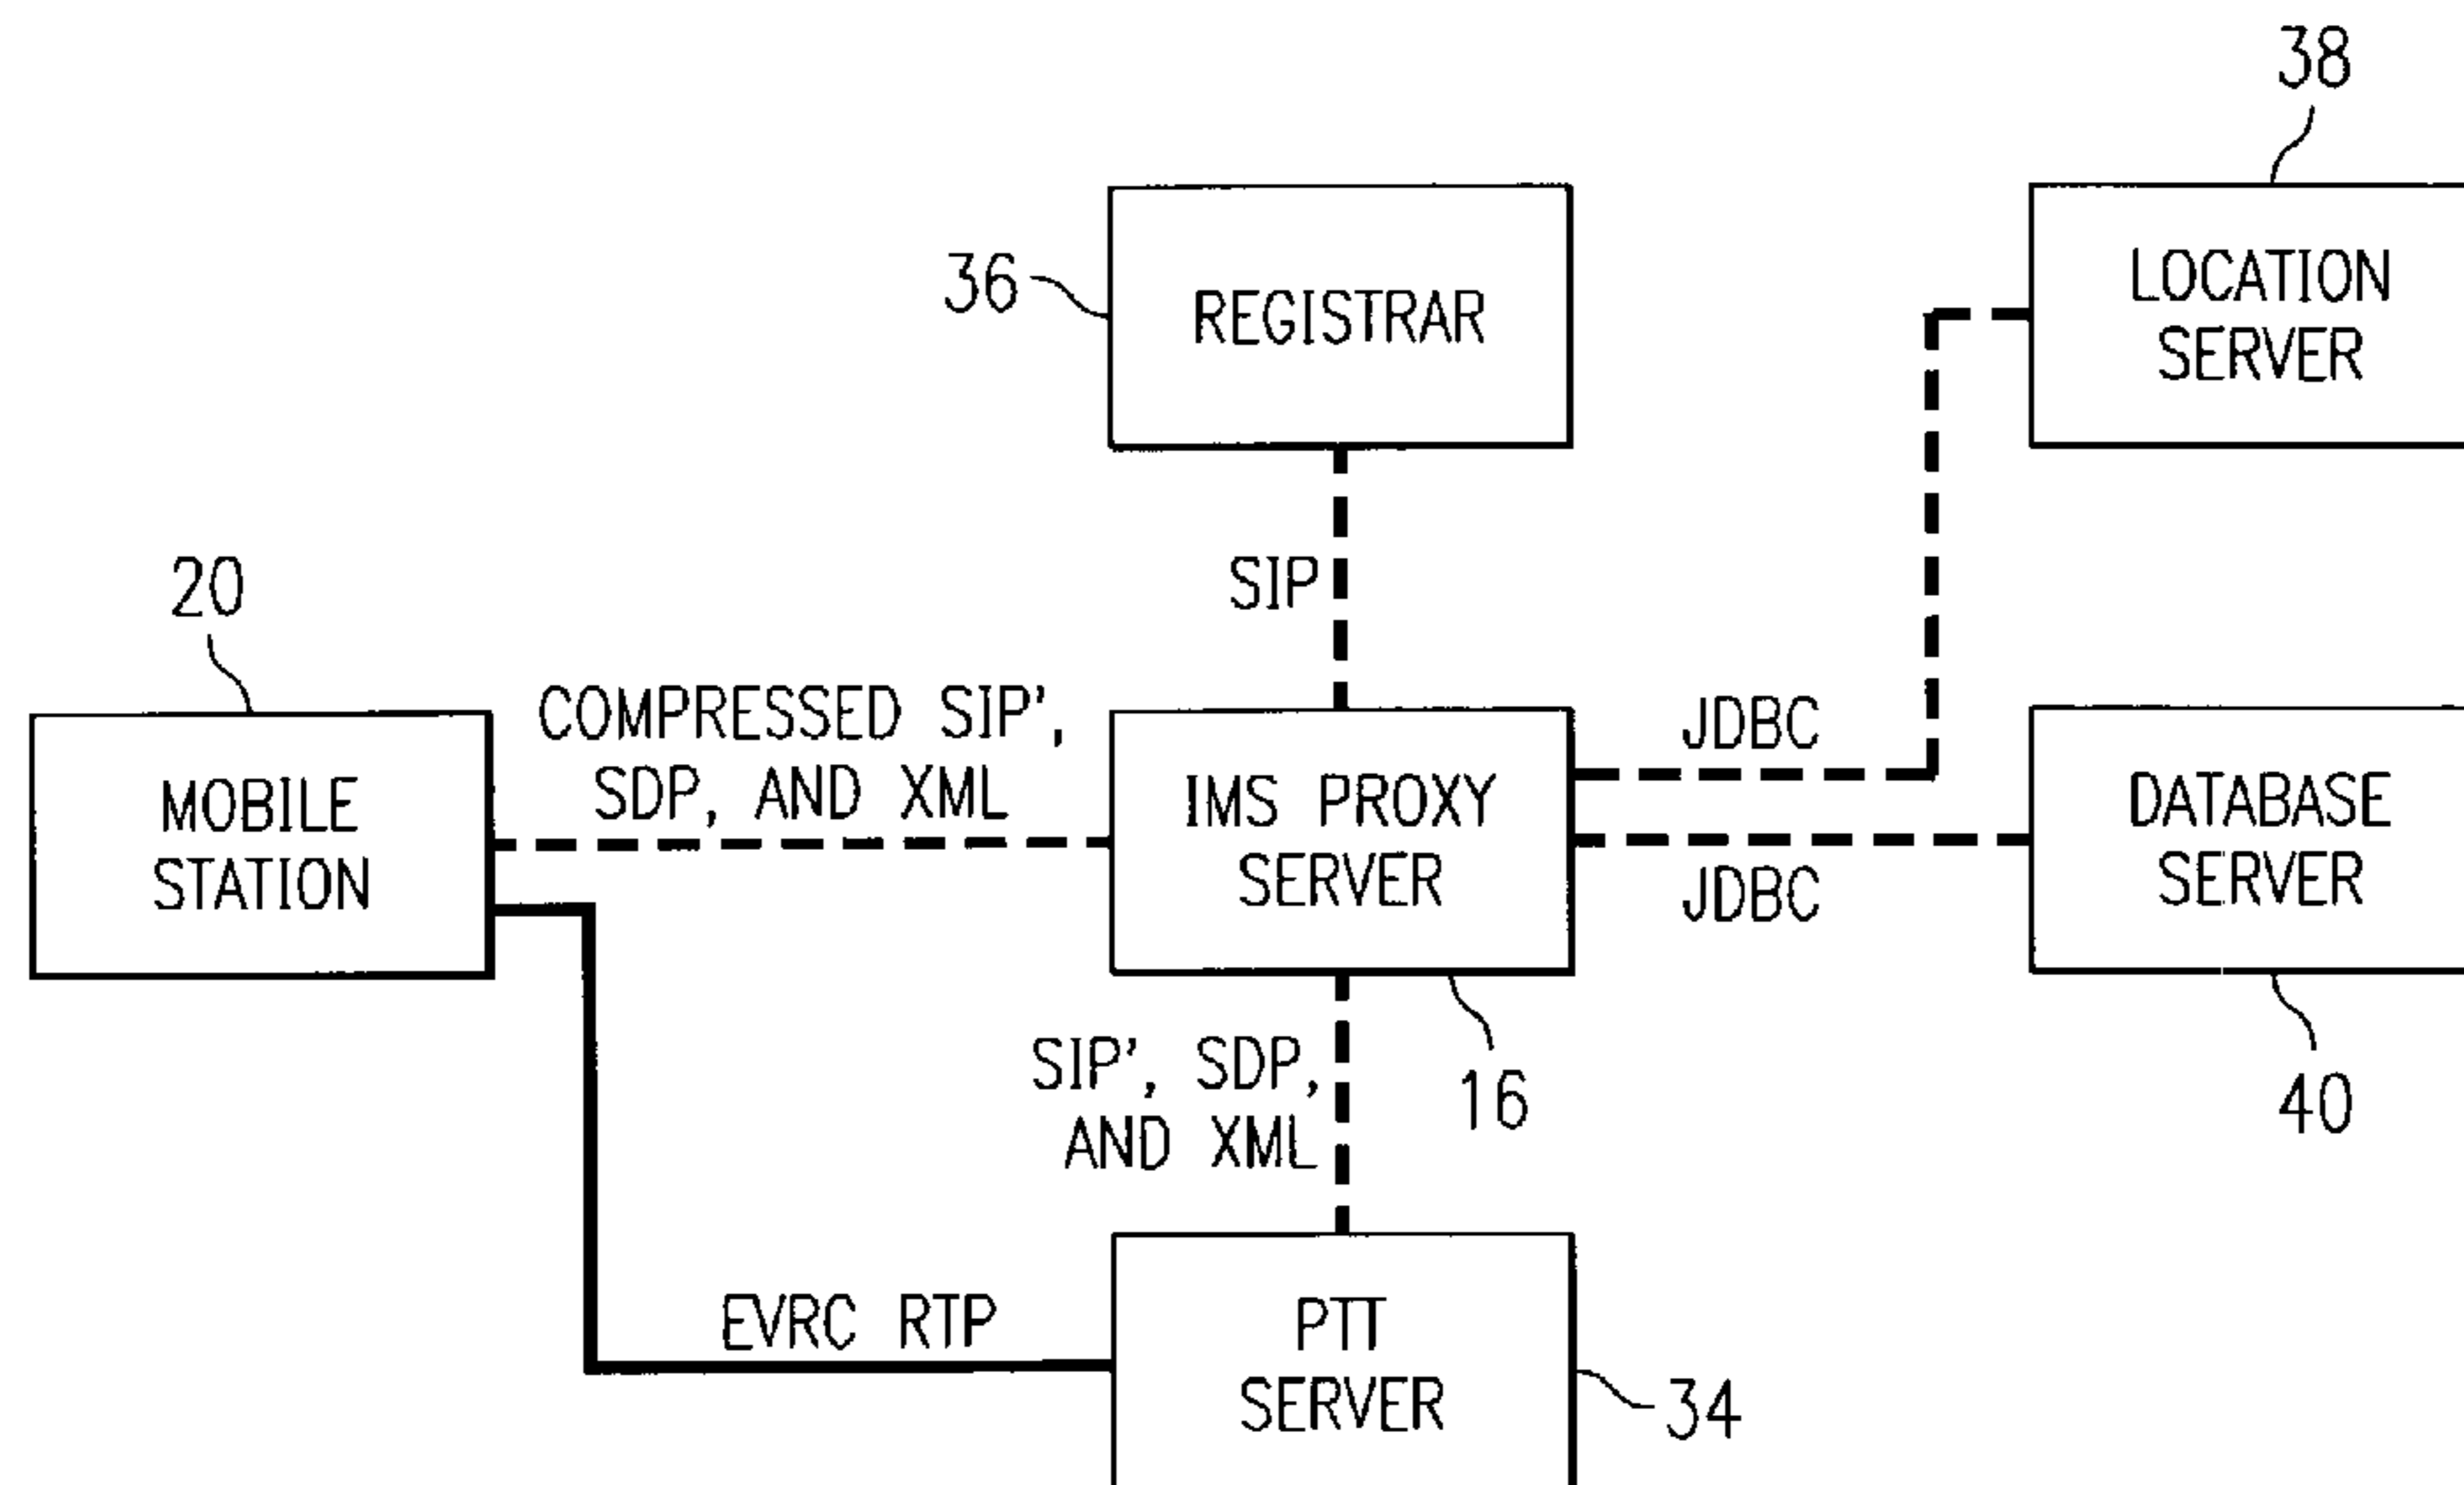 38
36
REGISTRAR
LOCATION
SERVER
SIP
20
COMPRESSED SIP',
SDP, AND XML
MOBILE
STATION
IMS PROXY
SERVER
JDBC
JDBC
DATABASE
SERVER
SIP', SDP,
AND XML
16
40
EVRC RTP
PTT
SERVER
34